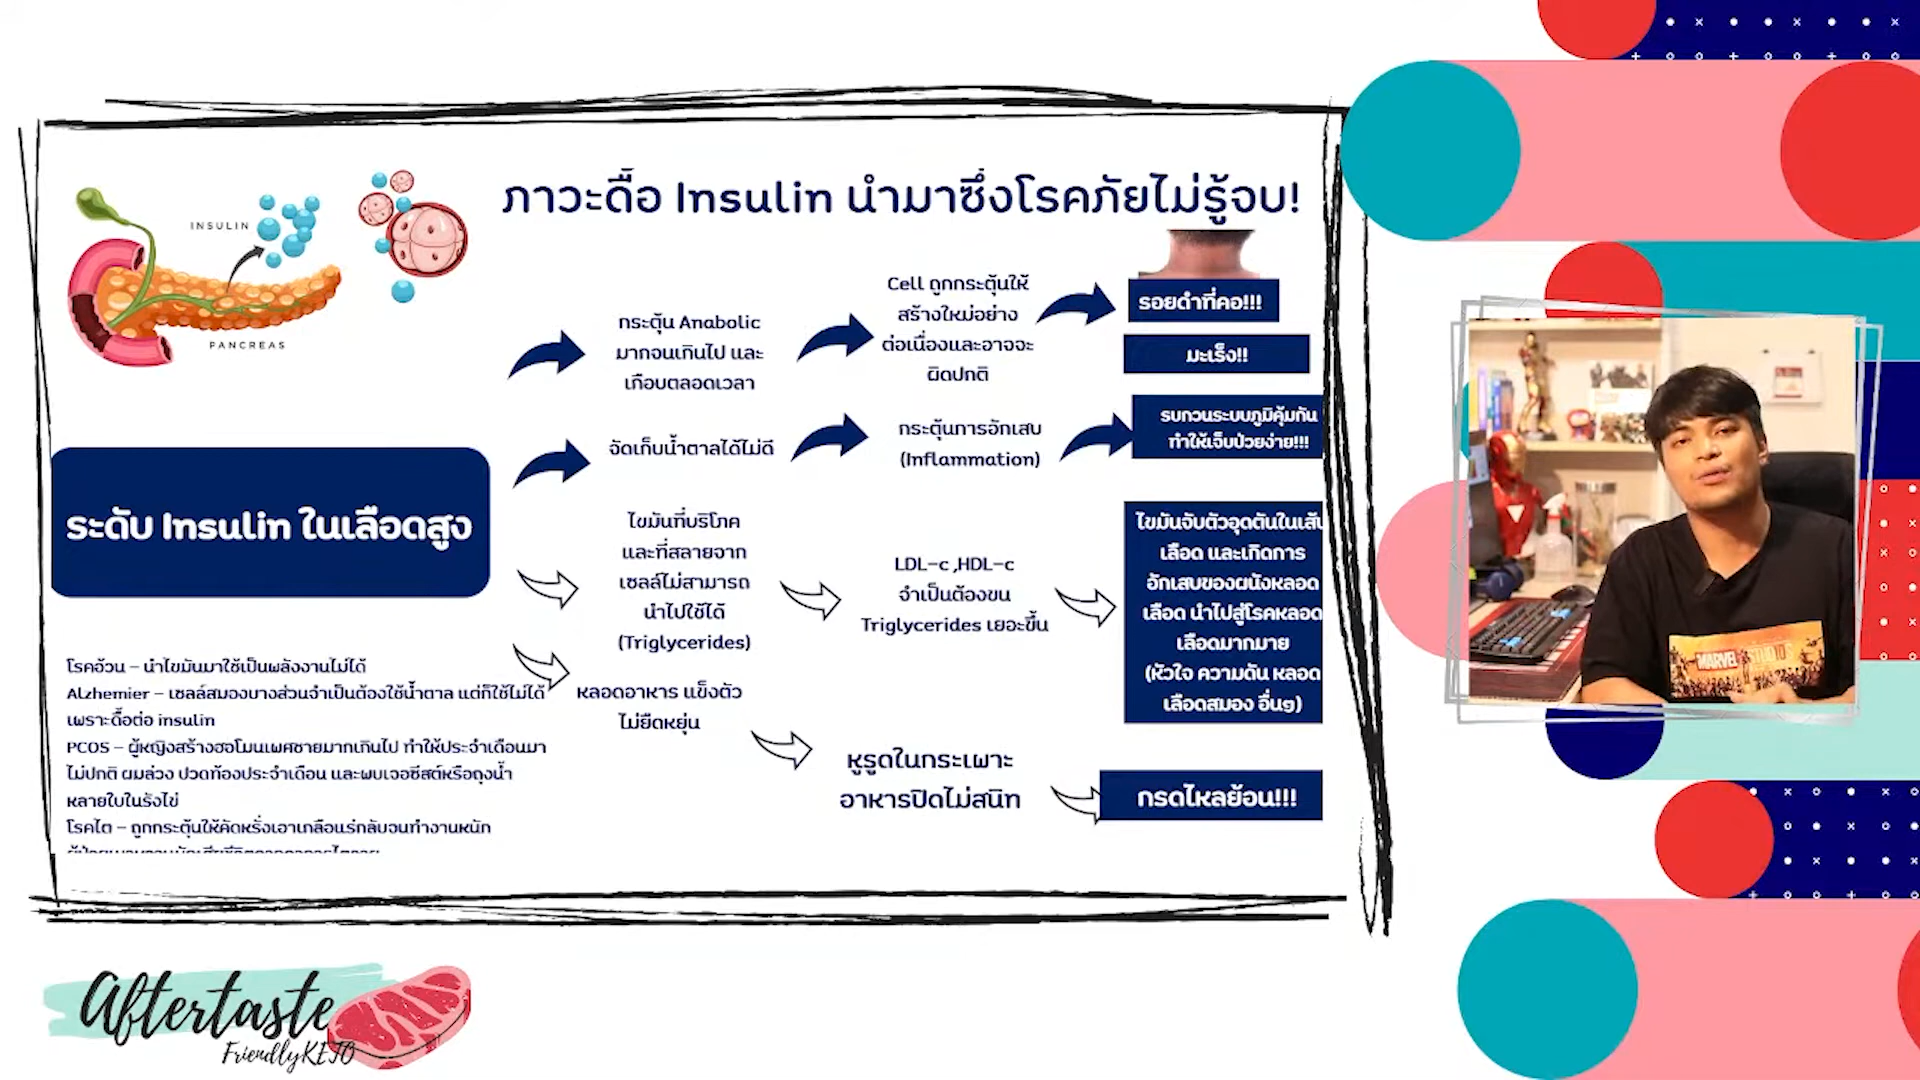 ภาวะดื้อ Insulin นำมาซึ่งโรคภัยไม่รู้จบ!
INSULIN
PANCREAS
กระตุ้น Anabolic
มากจนเกินไป และ
เกือบตลอดเวลา
Cell ถูกกระตุ้นให้
สร้างใหม่อย่าง
ต่อเนื่องและอาจจะ
ผิดปกติ
รอยดำที่คอ!!!
มะเร็ง!!
จัดเก็บน้ำตาลได้ไม่ดี
กระตุ้นการอักเสบ
(Inflammation)
รบกวนระบบภูมิคุ้มกัน
ทำให้เจ็บป่วยง่าย!!!
ระดับ Insulin ในเลือดสูง
ไขมันที่บริโภค
และที่สลายจาก
เซลล์ไม่สามารถ
นำไปใช้ได้
(Triglycerides)
LDL-c ,HDL-c
จำเป็นต้องขน
Triglycerides เยอะขึ้น
ไขมันจับตัวอุดตันในเส้น
เลือด และเกิดการ
อักเสบของผนังหลอด
เลือด นำไปสู่โรคหลอด
เลือดมากมาย
(หัวใจ ความดัน หลอด
เลือดสมอง อื่นๆ)
หลอดอาหาร แข็งตัว
ไม่ยืดหยุ่น
หูรูดในกระเพาะ
อาหารปิดไม่สนิท
กรดไหลย้อน!!!
โรคอ้วน – นำไขมันมาใช้เป็นพลังงานไม่ได้
Alzhemier – เซลล์สมองบางส่วนจำเป็นต้องใช้น้ำตาล แต่ก็ใช้ไม่ได้
เพราะดื้อต่อ insulin
PCOS – ผู้หญิงสร้างฮอโมนเพศชายมากเกินไป ทำให้ประจำเดือนมา
ไม่ปกติ ผมล่วง ปวดท้องประจำเดือน และพบเจอซีสต์หรือถุงน้ำ
หลายใบในรังไข่
โรคไต – ถูกกระตุ้นให้คัดหรั่งเอาเกลือแร่กลับจนทำงานหนัก
MARVEL STUDIOS
Aftertaste
FriendlyKETO